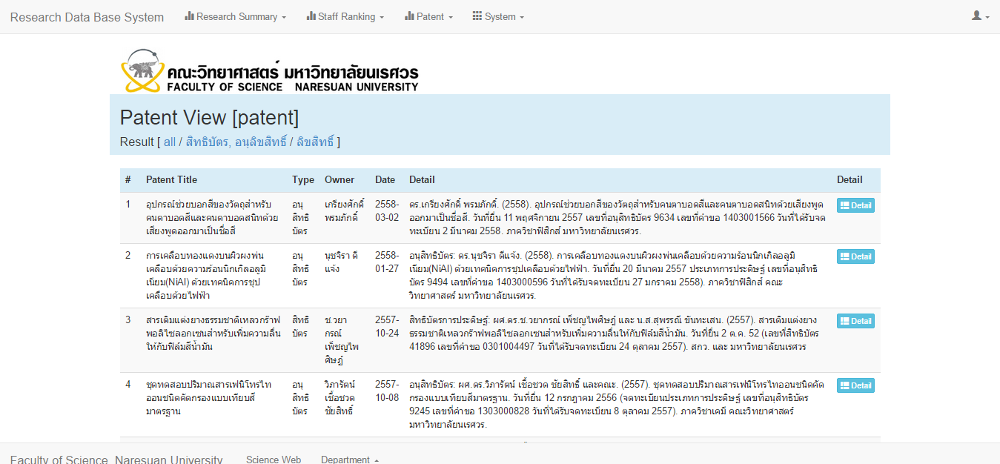 Research Data Base System Research Summary Staff Ranking Patent System
คณะวิทยาศาสตร์ มหาวิทยาลัยนเรศวร
FACULTY OF SCIENCE NARESUAN UNIVERSITY
Patent View [patent]
Result [ all / สิทธิบัตร, อนุสิขสิทธิ์ / ลิขสิทธิ์ ]
# Patent Title Type Owner Date Detail Detail
1 อุปกรณ์ช่วยบอกสีของวัตถุสำหรับ อนุ เกรียงศักดิ์ 2558- ดร.เกรียงศักดิ์ พรมภักดิ์. (2558). อุปกรณ์ช่วยบอกสีของวัตถุสำหรับคนตาบอดสีและคนตาบอดสนิทด้วยเสียงพูด Detail
คนตาบอดสีและคนตาบอดสนิทด้วย สิทธิ พรมภักดิ์ 03-02 ออกมาเป็นชื่อสี. วันที่ยื่น 11 พฤศจิกายน 2557 เลขที่อนุสิทธิบัตร 9634 เลขที่คำขอ 1403001566 วันที่ได้รับจด
เสียงพูดออกมาเป็นชื่อสี บัตร ทะเบียน 2 มีนาคม 2558. ภาควิชาฟิสิกส์ มหาวิทยาลัยนเรศวร.
2 การเคลือบทองแดงบนผิวผงพ่น อนุ นุชจิรา ดี 2558- อนุสิทธิบัตร: ดร.นุชจิรา ดีแจ้ง. (2558). การเคลือบทองแดงบนผิวผงพ่นเคลือบด้วยความร้อนนิกเกิลอลูมิ Detail
เคลือบด้วยความร้อนนิกเกิลอลูมิ สิทธิ แจ้ง 01-27 เนียม(NiAl) ด้วยเทคนิคการชุปเคลือบด้วยไฟฟ้า. วันที่ยื่น 20 มีนาคม 2557 ประเภทการประดิษฐ์ เลขที่อนุสิทธิ
เนียม(NiAl) ด้วยเทคนิคการชุป บัตร บัตร 9494 เลขที่คำขอ 1403000596 วันที่ได้รับจดทะเบียน 27 มกราคม 2558). ภาควิชาฟิสิกส์ คณะ
เคลือบด้วยไฟฟ้า วิทยาศาสตร์ มหาวิทยาลัยนเรศวร.
3 สารเติมแต่งยางธรรมชาติเหลวกร๊าฟ สิทธิ ช.วยา 2557- สิทธิบัตรการประดิษฐ์: ผศ.ดร.ช.วยากรณ์ เพ็ชญไพศิษฏ์ และ น.ส.สุพรรณี ขันทะเสน. (2557). สารเติมแต่งยาง Detail
พอลิไซลอกเซนสำหรับเพิ่มความลื่น บัตร กรณ์ 10-24 ธรรมชาติเหลวกร๊าฟพอลิไซลอกเซนสำหรับเพิ่มความลื่นให้กับฟิล์มสีน้ำมัน. วันที่ยื่น 2 ต.ค. 52 (เลขที่สิทธิบัตร
ให้กับฟิล์มสีน้ำมัน เพ็ชญไพ 41896 เลขที่คำขอ 0301004497 วันที่ได้รับจดทะเบียน 24 ตุลาคม 2557). สกว. และ มหาวิทยาลัยนเรศวร
ศิษฏ์
4 ชุดทดสอบปริมาณสารเฟนิโทรไท อนุ วิภารัตน์ 2557- อนุสิทธิบัตร: ผศ.ดร.วิภารัตน์ เชื้อชวด ชัยสิทธิ์ และคณะ. (2557). ชุดทดสอบปริมาณสารเฟนิโทรไทออนชนิดคัด Detail
ออนชนิดคัดกรองแบบเทียบสี สิทธิ เชื้อชวด 10-08 กรองแบบเทียบสีมาตรฐาน. วันที่ยื่น 12 กรกฎาคม 2556 (จดทะเบียนประเภทการประดิษฐ์ เลขที่อนุสิทธิบัตร
มาตรฐาน บัตร ชัยสิทธิ์ 9245 เลขที่คำขอ 1303000828 วันที่ได้รับจดทะเบียน 8 ตุลาคม 2557). ภาควิชาเคมี คณะวิทยาศาสตร์
มหาวิทยาลัยนเรศวร.
Faculty of Science Naresuan University Science Web Department